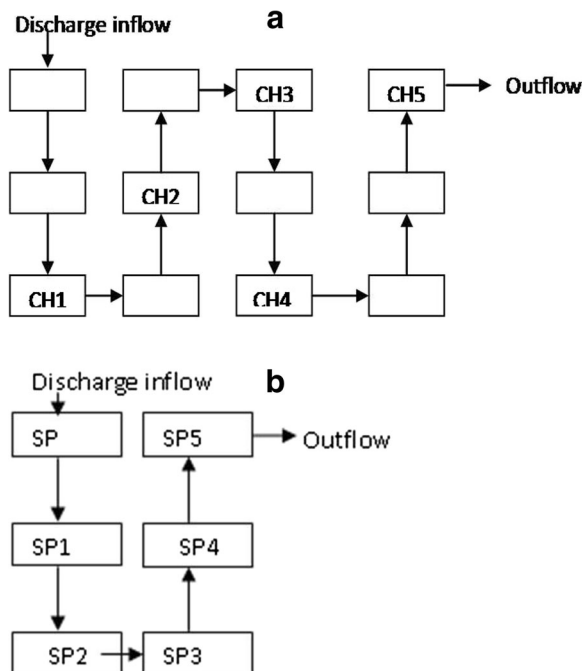 a
Discharge inflow
CH3
CH5
Outflow
CH2
CH1
CH4
b
Discharge inflow
SP
SP5
Outflow
SP1
SP4
SP2
SP3